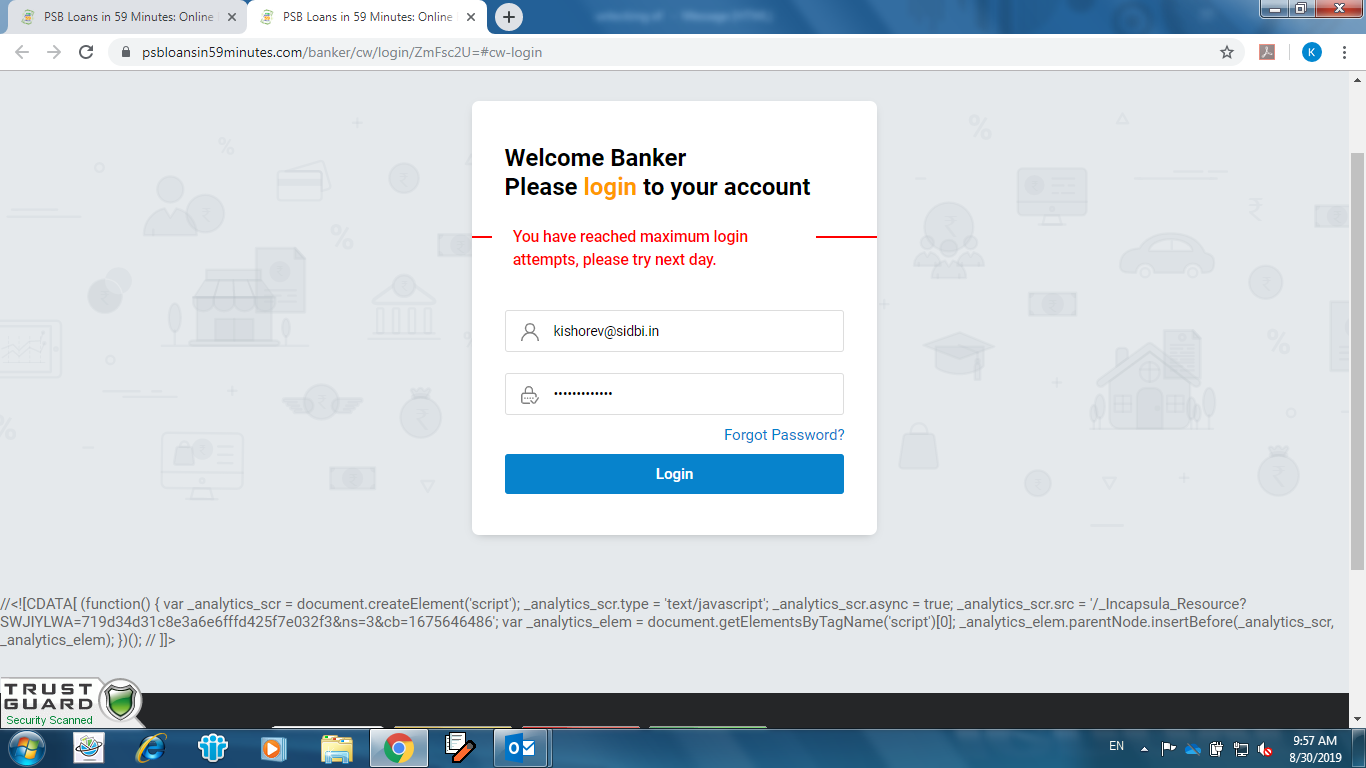 PSB Loans in 59 Minutes: Online
PSB Loans in 59 Minutes: Online
psbloansin59minutes.com/banker/cw/login/ZmFsc2U=#cw-login
K
Welcome Banker
Please login to your account
You have reached maximum login
attempts, please try next day.
kishorev@sidbi.in
•••••••••••••
Forgot Password?
Login
//<![CDATA[ (function() { var _analytics_scr = document.createElement('script'); _analytics_scr.type = 'text/javascript'; _analytics_scr.async = true; _analytics_scr.src = '/_Incapsula_Resource?
SWJIYLWA=719d34d31c8e3a6e6fffd425f7e032f3&ns=3&cb=1675646486'; var _analytics_elem = document.getElementsByTagName('script')[0]; _analytics_elem.parentNode.insertBefore(_analytics_scr,
_analytics_elem); })(); // ]]>
TRUST
GUARD
Security Scanned
EN
9:57 AM
8/30/2019